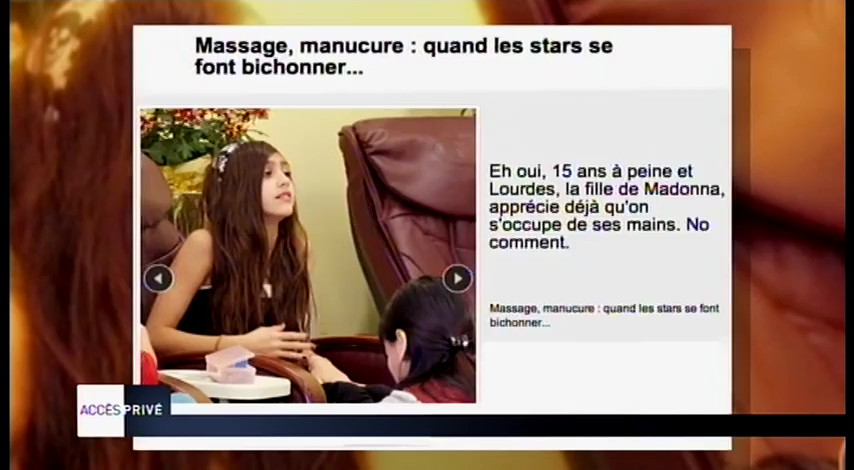 Massage, manucure : quand les stars se
font bichonner...
Eh oui, 15 ans à peine et
Lourdes, la fille de Madonna,
apprécie déjà qu'on
s'occupe de ses mains. No
comment.
Massage, manucure : quand les stars se font
bichonner...
ACCÈS PRIVÉ